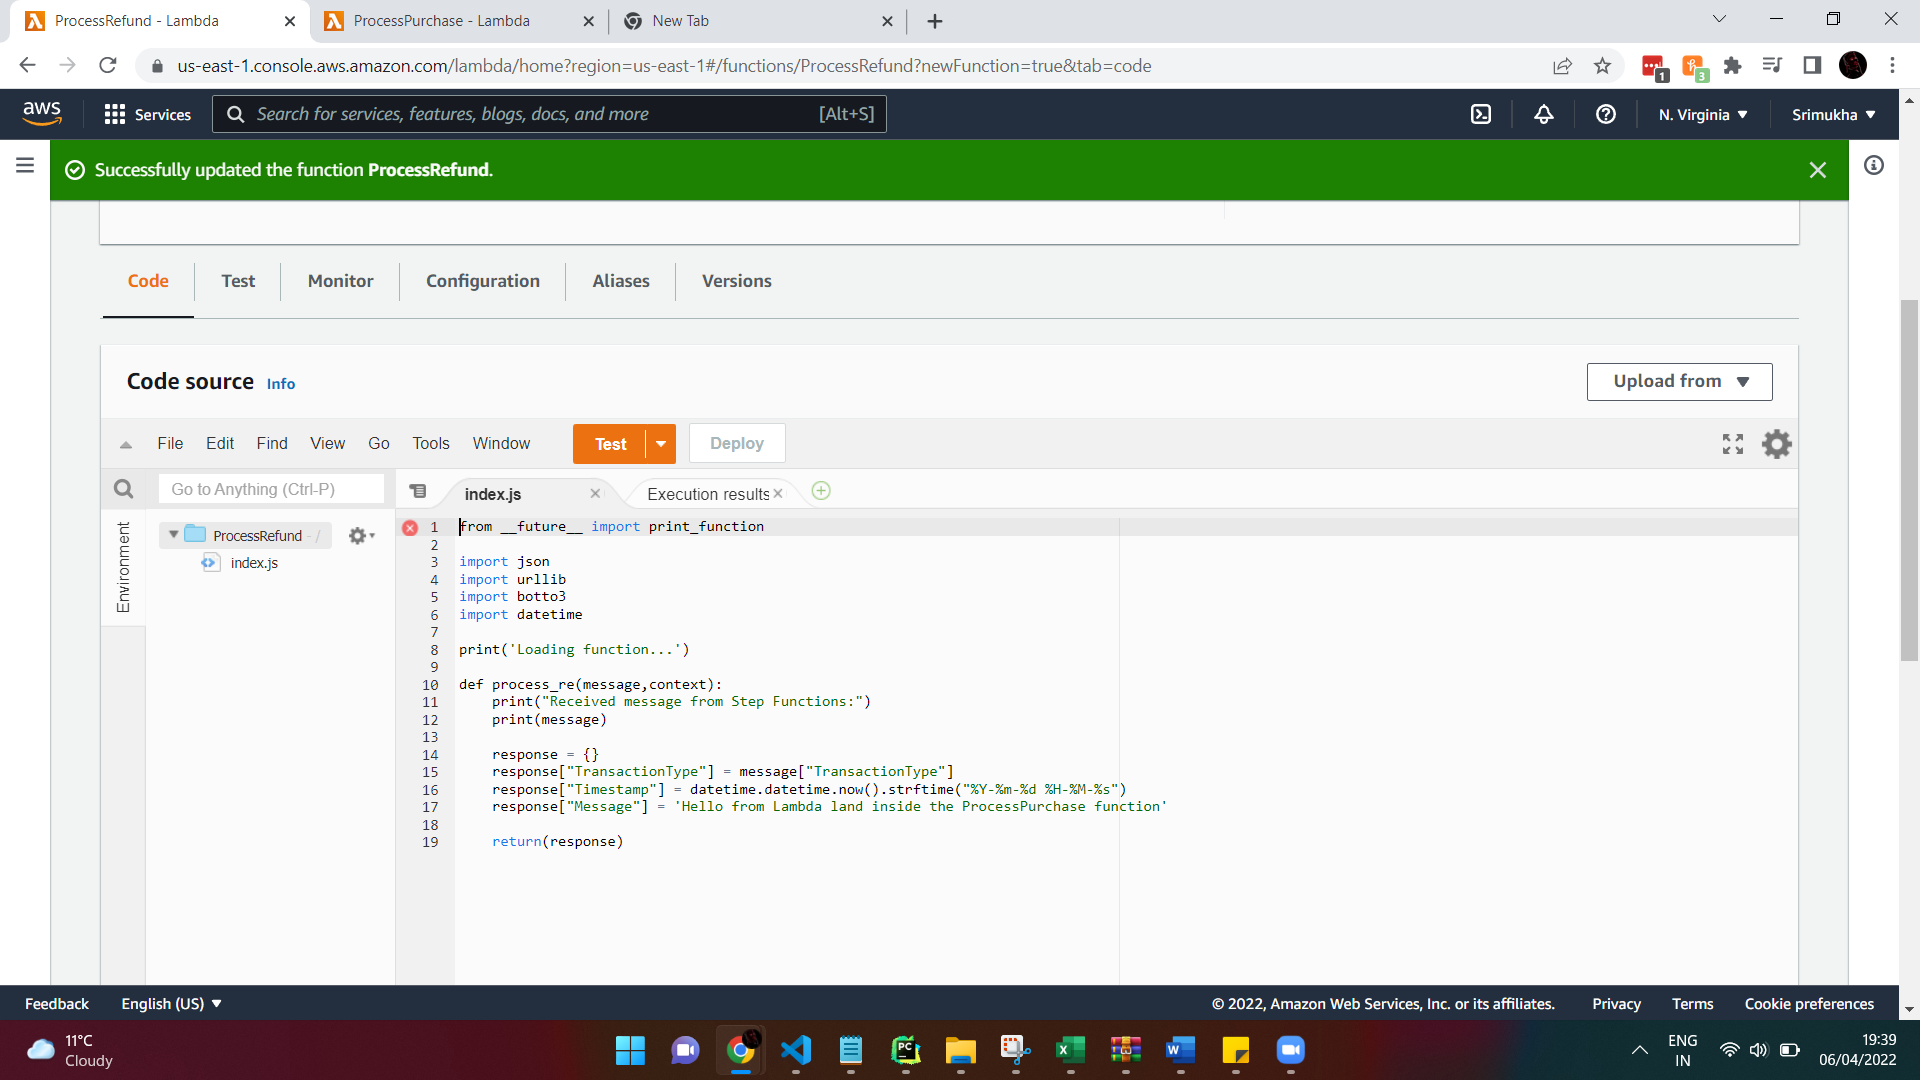 ProcessRefund - Lambda
ProcessPurchase - Lambda
New Tab
us-east-1.console.aws.amazon.com/lambda/home?region=us-east-1#/functions/ProcessRefund?newFunction=true&tab=code
1
3
aws
Services
Search for services, features, blogs, docs, and more
[Alt+S]
N. Virginia
Srimukha
Successfully updated the function ProcessRefund.
Code
Test
Monitor
Configuration
Aliases
Versions
Code source Info
Upload from
File Edit Find View Go Tools Window
Test
Deploy
Go to Anything (Ctrl-P)
index.js
Execution results
Environment
ProcessRefund - /
index.js
1 from __future__ import print_function
2
3 import json
4 import urllib
5 import botto3
6 import datetime
7
8 print('Loading function...')
9
10 def process_re(message,context):
11 print("Received message from Step Functions:")
12 print(message)
13
14 response = {}
15 response["TransactionType"] = message["TransactionType"]
16 response["Timestamp"] = datetime.datetime.now().strftime("%Y-%m-%d %H-%M-%s")
17 response["Message"] = 'Hello from Lambda land inside the ProcessPurchase function'
18
19 return(response)
Feedback
English (US)
© 2022, Amazon Web Services, Inc. or its affiliates.
Privacy
Terms
Cookie preferences
11°C
Cloudy
PC
X
W
ENG
IN
19:39
06/04/2022